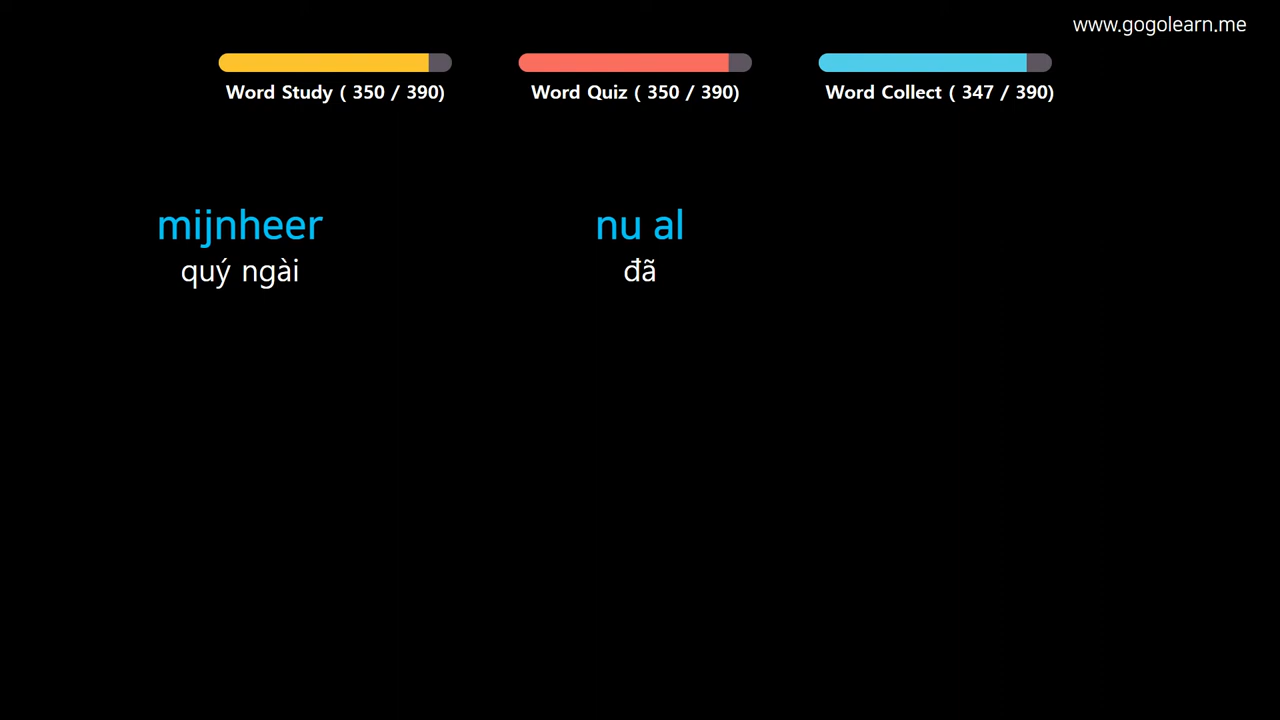 www.gogolearn.me
Word Study ( 350 / 390)
Word Quiz ( 350 / 390)
Word Collect ( 347 / 390)
mijnheer
quý ngài
nu al
đã